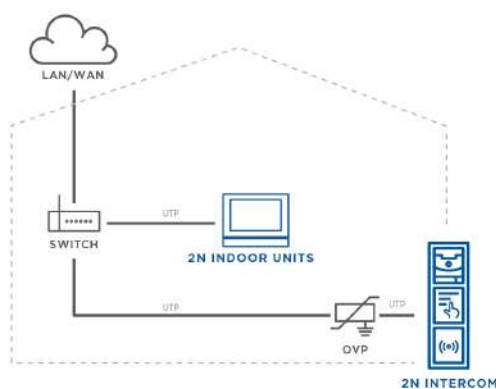 LAN/WAN
UTP
SWITCH
2N INDOOR UNITS
UTP
UTP
OVP
2N INTERCOM